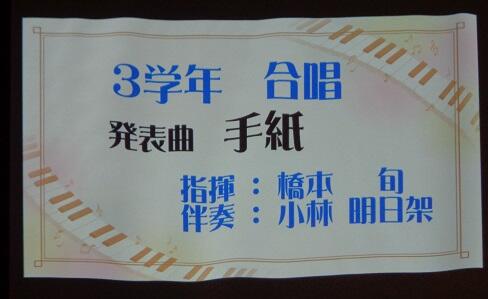 3学年 合唱
発表曲 手紙
指揮：橋本 旬
伴奏：小林 明日架